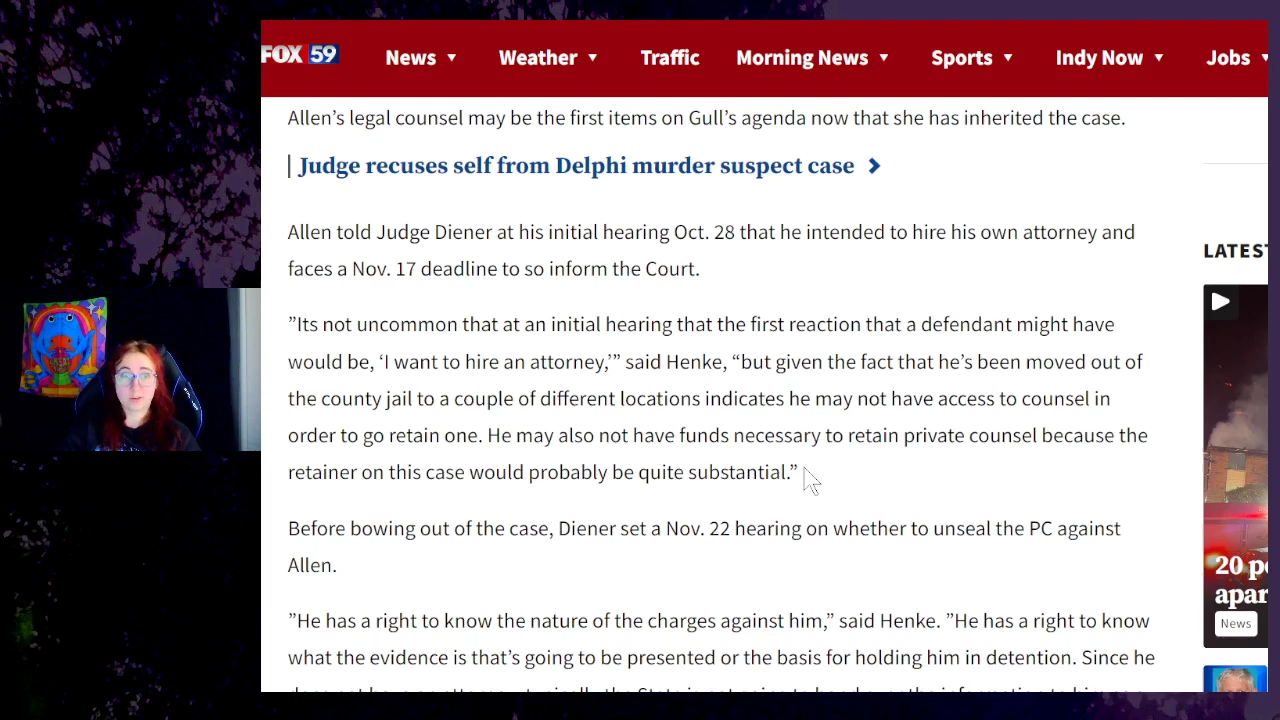 FOX 59
News Weather Traffic Morning News Sports Indy Now Jobs
Allen’s legal counsel may be the first items on Gull’s agenda now that she has inherited the case.
Judge recuses self from Delphi murder suspect case
Allen told Judge Diener at his initial hearing Oct. 28 that he intended to hire his own attorney and
faces a Nov. 17 deadline to so inform the Court.
”Its not uncommon that at an initial hearing that the first reaction that a defendant might have
would be, ‘I want to hire an attorney,’” said Henke, “but given the fact that he’s been moved out of
the county jail to a couple of different locations indicates he may not have access to counsel in
order to go retain one. He may also not have funds necessary to retain private counsel because the
retainer on this case would probably be quite substantial.”
Before bowing out of the case, Diener set a Nov. 22 hearing on whether to unseal the PC against
Allen.
”He has a right to know the nature of the charges against him,” said Henke. ”He has a right to know
what the evidence is that’s going to be presented or the basis for holding him in detention. Since he
LATEST
20 p
apar
News